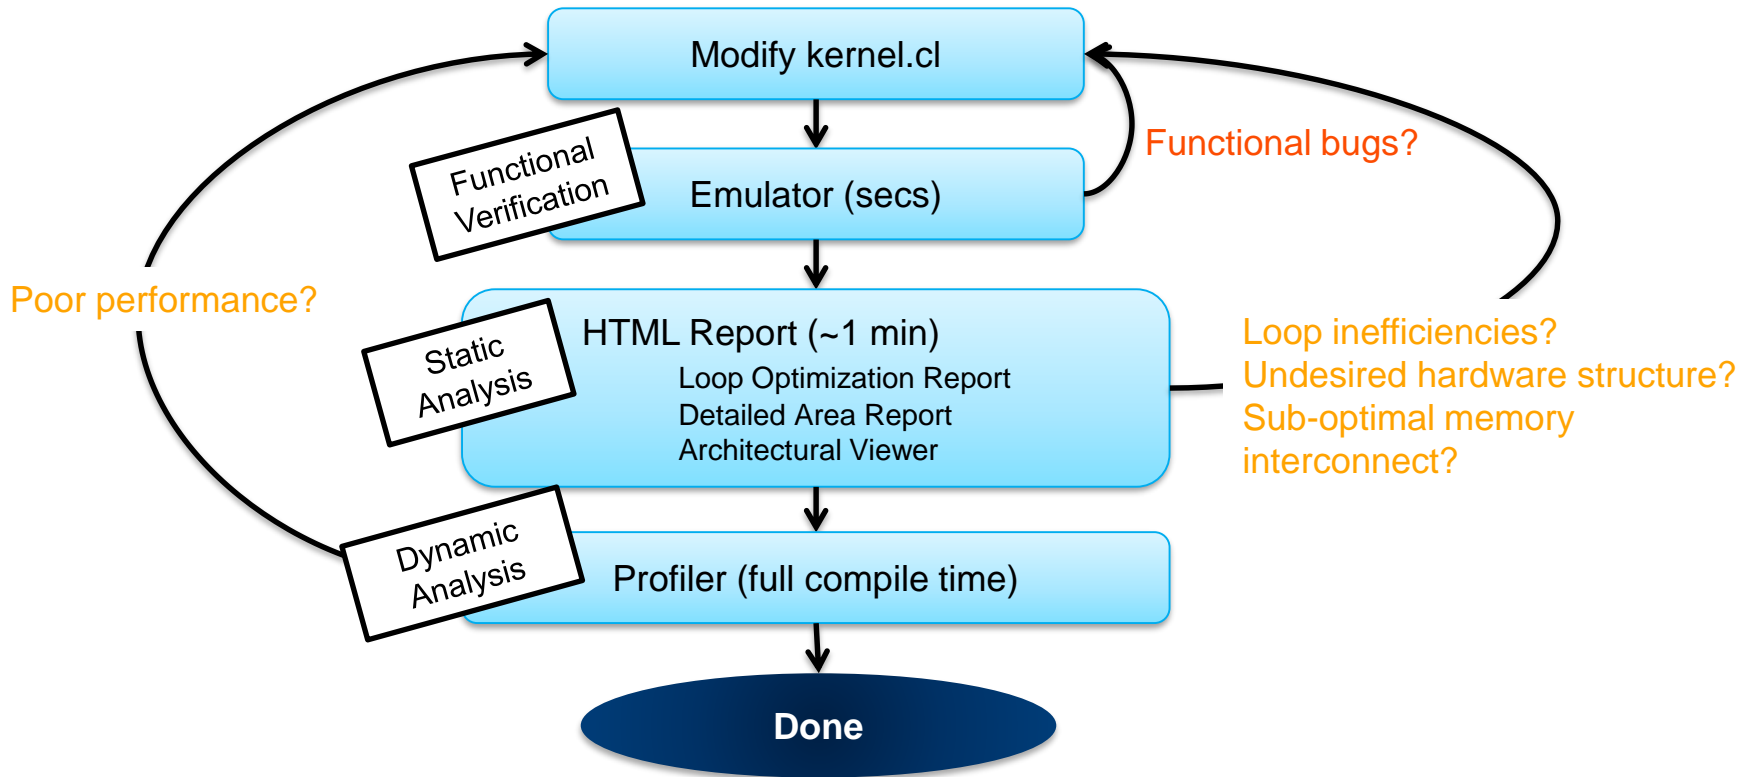 Modify kernel.cl
Functional
Verification
Functional bugs?
Emulator (secs)
Poor performance?
Static
Analysis
HTML Report (~1 min)
Loop Optimization Report
Detailed Area Report
Architectural Viewer
Loop inefficiencies?
Undesired hardware structure?
Sub-optimal memory
interconnect?
Dynamic
Analysis
Profiler (full compile time)
Done